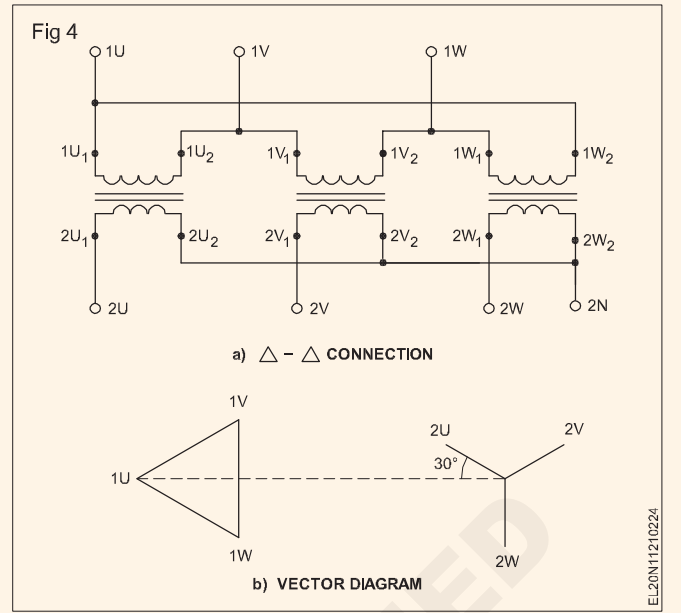 Fig 4
1U 1V 1W
1U1 1U2 1V1 1V2 1W1 1W2
2U1 2U2 2V1 2V2 2W1 2W2
2U 2V 2W 2N
a) △ – △ CONNECTION
1V
2U 2V
30°
1U
1W
2W
b) VECTOR DIAGRAM
EL20N11210224